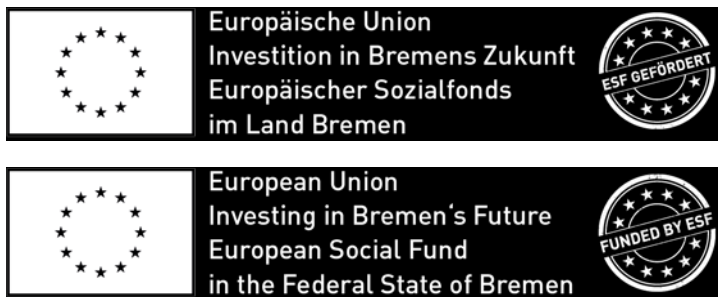 Europäische Union
Investition in Bremens Zukunft
Europäischer Sozialfonds
im Land Bremen
ESF GEFÖRDERT
European Union
Investing in Bremen‘s Future
European Social Fund
in the Federal State of Bremen
FUNDED BY ESF